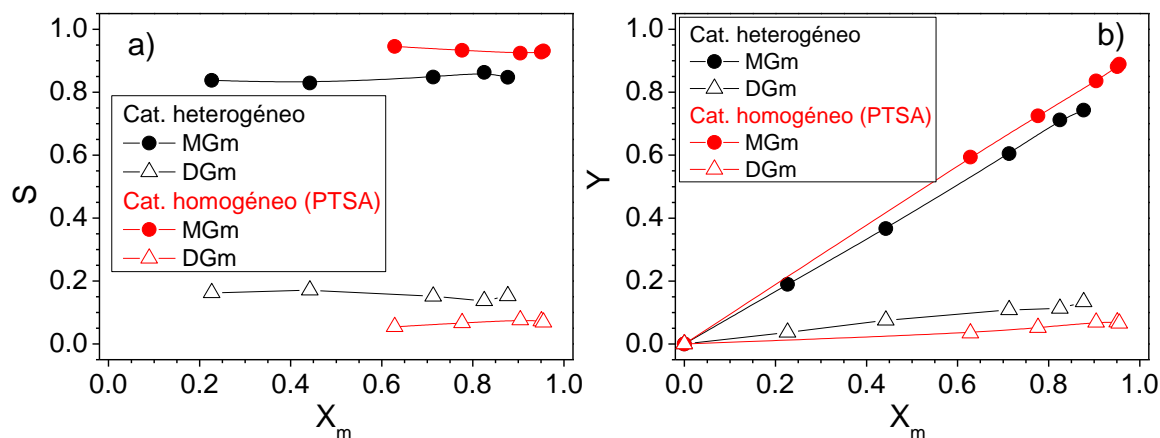 a)
1.0
0.8
0.6
0.4
0.2
0.0
S
Cat. heterogéneo
MGm
DGm
Cat. homogéneo (PTSA)
MGm
DGm
0.0 0.2 0.4 0.6 0.8 1.0
Xm
b)
1.0
0.8
0.6
0.4
0.2
0.0
Y
Cat. heterogéneo
MGm
DGm
Cat. homogéneo (PTSA)
MGm
DGm
0.0 0.2 0.4 0.6 0.8 1.0
Xm